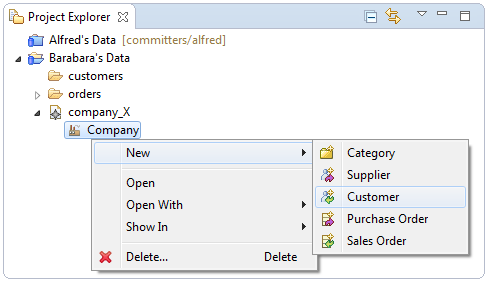 Project Explorer
Alfred's Data [committers/alfred]
Barabara's Data
customers
orders
company_X
Company
New
Open
Open With
Show In
Delete... Delete
Category
Supplier
Customer
Purchase Order
Sales Order